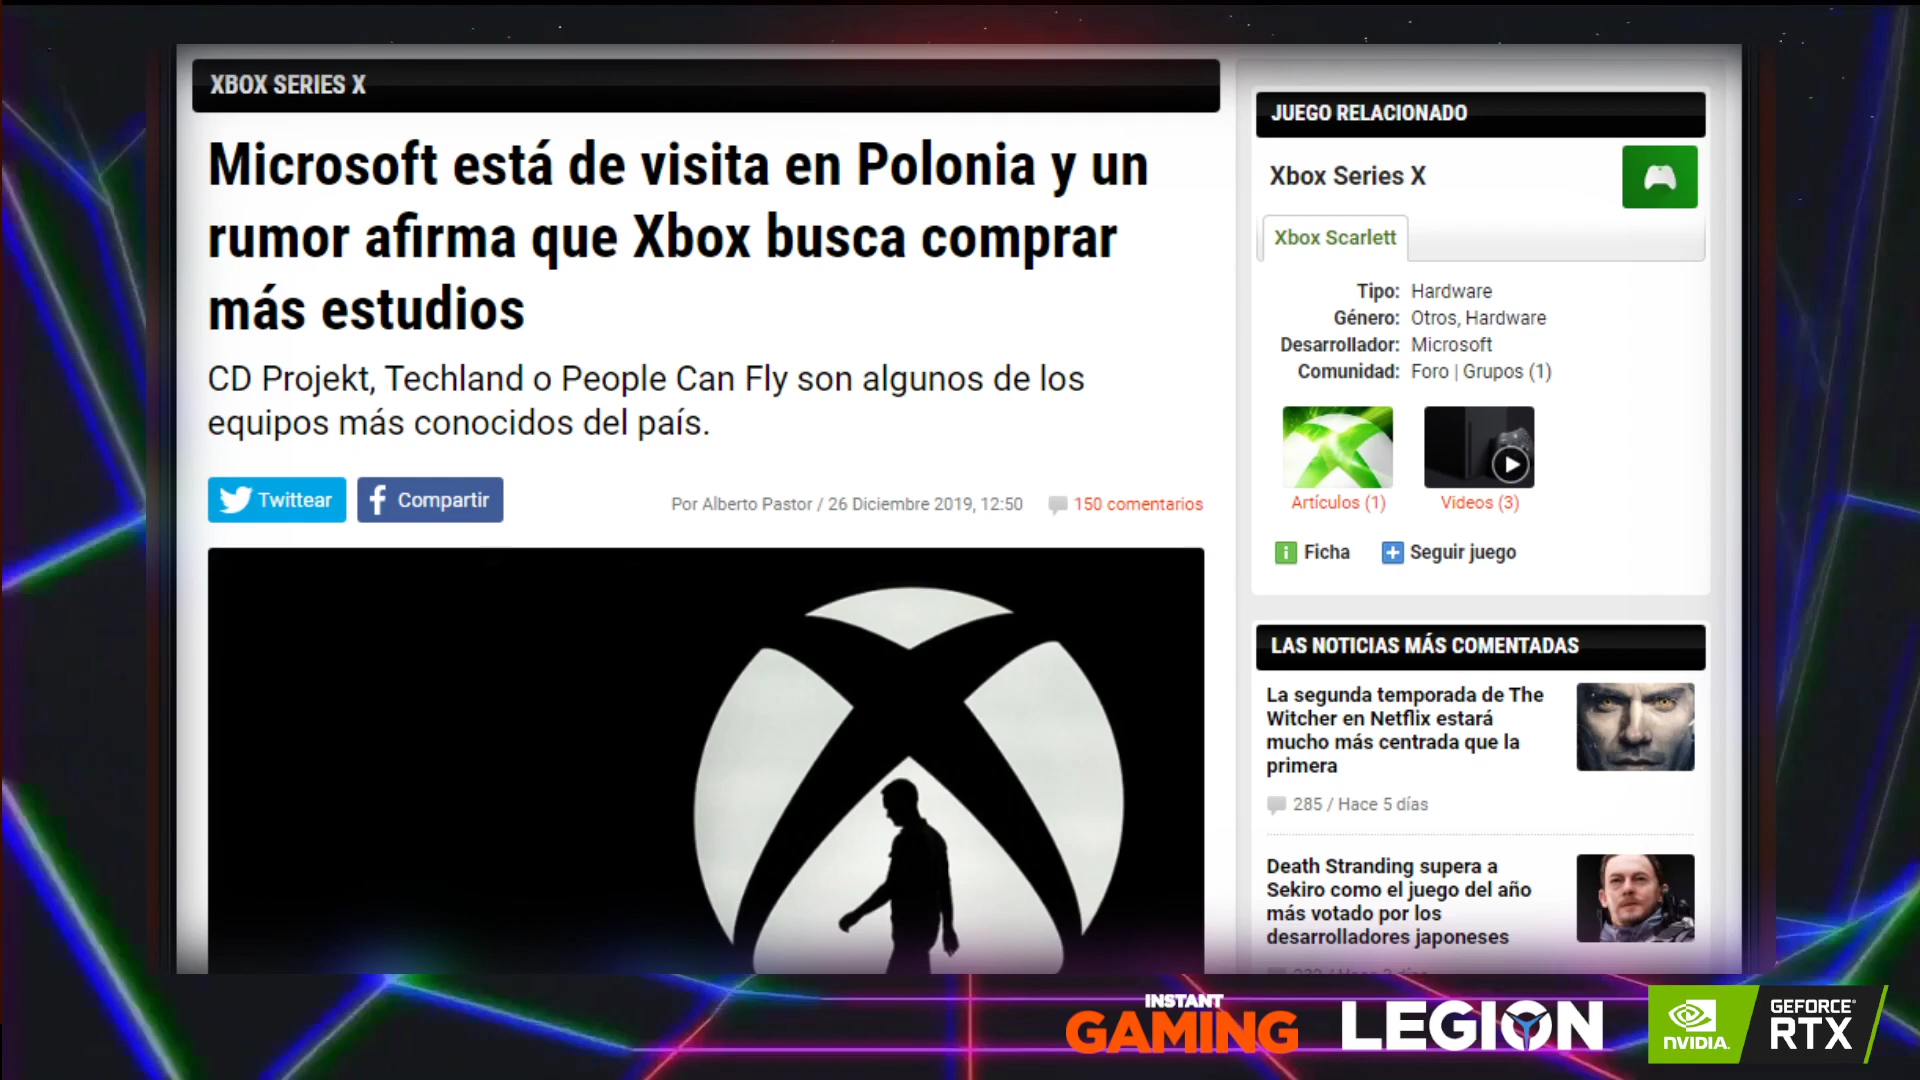 XBOX SERIES X
Microsoft está de visita en Polonia y un
rumor afirma que Xbox busca comprar
más estudios
CD Projekt, Techland o People Can Fly son algunos de los
equipos más conocidos del país.
Twittear
Compartir
Por Alberto Pastor / 26 Diciembre 2019, 12:50
150 comentarios
JUEGO RELACIONADO
Xbox Series X
Xbox Scarlett
Tipo: Hardware
Género: Otros, Hardware
Desarrollador: Microsoft
Comunidad: Foro | Grupos (1)
Artículos (1)
Videos (3)
Ficha
Seguir juego
LAS NOTICIAS MÁS COMENTADAS
La segunda temporada de The
Witcher en Netflix estará
mucho más centrada que la
primera
285 / Hace 5 días
Death Stranding supera a
Sekiro como el juego del año
más votado por los
desarrolladores japoneses
INSTANT
GAMING
LEGION
NVIDIA.
GEFORCE
RTX